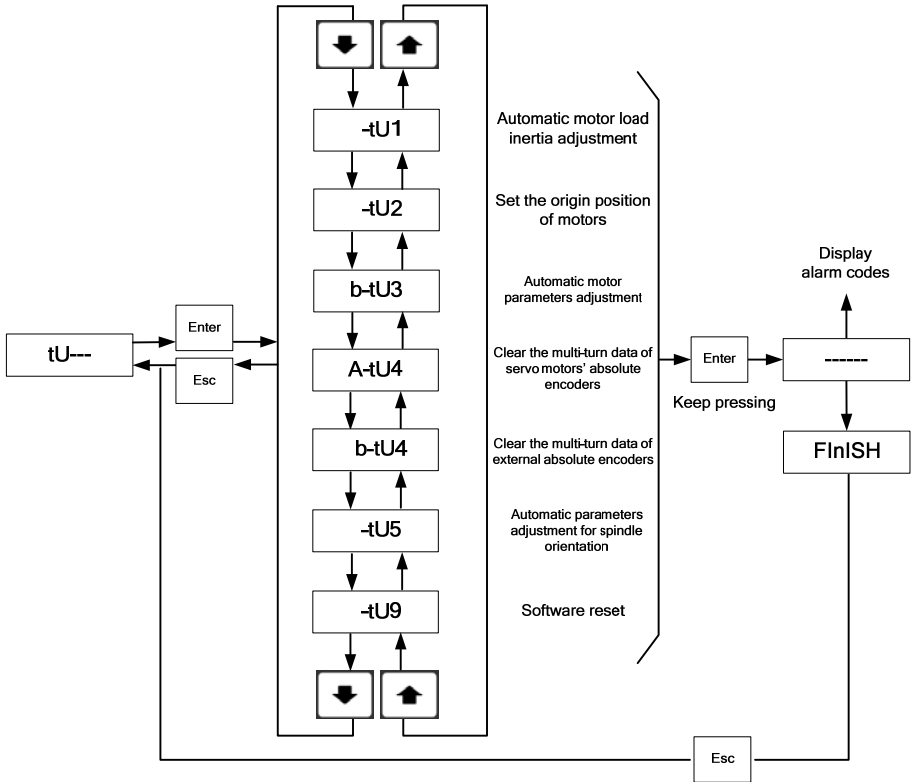 -tU1
Automatic motor load
inertia adjustment
-tU2
Set the origin position
of motors
b-tU3
Automatic motor
parameters adjustment
Display
alarm codes
tU---
Enter
Esc
A-tU4
Clear the multi-turn data of
servo motors' absolute
encoders
Enter
Keep pressing
------
b-tU4
Clear the multi-turn data of
external absolute encoders
FInISH
-tU5
Automatic parameters
adjustment for spindle
orientation
-tU9
Software reset
Esc